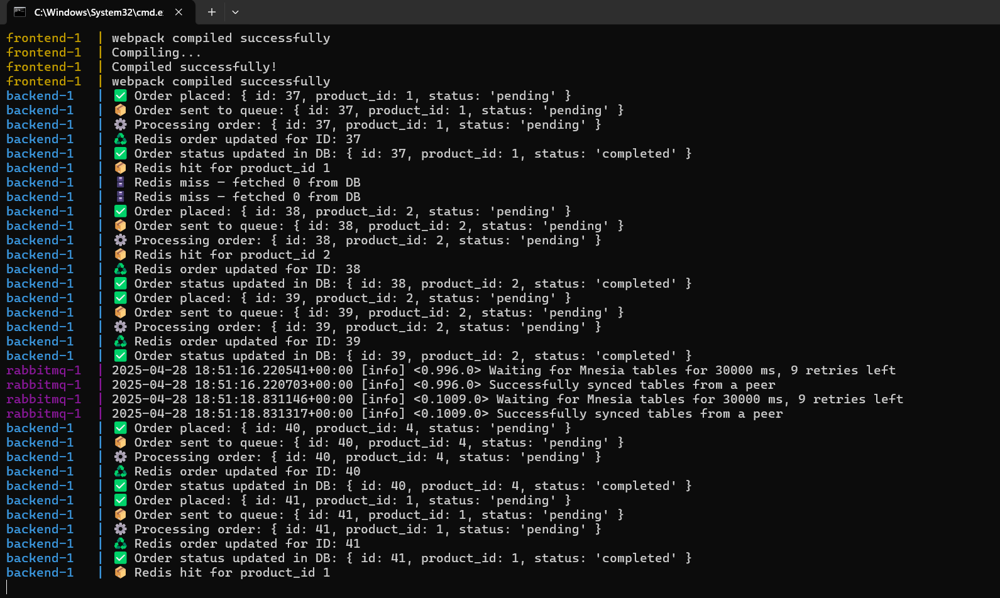 C:\Windows\System32\cmd.e
frontend-1 | webpack compiled successfully
frontend-1 | Compiling...
frontend-1 | Compiled successfully!
frontend-1 | webpack compiled successfully
backend-1 | ✅ Order placed: { id: 37, product_id: 1, status: 'pending' }
backend-1 | 📦 Order sent to queue: { id: 37, product_id: 1, status: 'pending' }
backend-1 | ⚙️ Processing order: { id: 37, product_id: 1, status: 'pending' }
backend-1 | ♻️ Redis order updated for ID: 37
backend-1 | ✅ Order status updated in DB: { id: 37, product_id: 1, status: 'completed' }
backend-1 | 📦 Redis hit for product_id 1
backend-1 | 🗄️ Redis miss — fetched 0 from DB
backend-1 | 🗄️ Redis miss — fetched 0 from DB
backend-1 | ✅ Order placed: { id: 38, product_id: 2, status: 'pending' }
backend-1 | 📦 Order sent to queue: { id: 38, product_id: 2, status: 'pending' }
backend-1 | ⚙️ Processing order: { id: 38, product_id: 2, status: 'pending' }
backend-1 | 📦 Redis hit for product_id 2
backend-1 | ♻️ Redis order updated for ID: 38
backend-1 | ✅ Order status updated in DB: { id: 38, product_id: 2, status: 'completed' }
backend-1 | ✅ Order placed: { id: 39, product_id: 2, status: 'pending' }
backend-1 | 📦 Order sent to queue: { id: 39, product_id: 2, status: 'pending' }
backend-1 | ⚙️ Processing order: { id: 39, product_id: 2, status: 'pending' }
backend-1 | ♻️ Redis order updated for ID: 39
backend-1 | ✅ Order status updated in DB: { id: 39, product_id: 2, status: 'completed' }
rabbitmq-1 | 2025-04-28 18:51:16.220541+00:00 [info] <0.996.0> Waiting for Mnesia tables for 30000 ms, 9 retries left
rabbitmq-1 | 2025-04-28 18:51:16.220703+00:00 [info] <0.996.0> Successfully synced tables from a peer
rabbitmq-1 | 2025-04-28 18:51:18.831146+00:00 [info] <0.1009.0> Waiting for Mnesia tables for 30000 ms, 9 retries left
rabbitmq-1 | 2025-04-28 18:51:18.831317+00:00 [info] <0.1009.0> Successfully synced tables from a peer
backend-1 | ✅ Order placed: { id: 40, product_id: 4, status: 'pending' }
backend-1 | 📦 Order sent to queue: { id: 40, product_id: 4, status: 'pending' }
backend-1 | ⚙️ Processing order: { id: 40, product_id: 4, status: 'pending' }
backend-1 | ♻️ Redis order updated for ID: 40
backend-1 | ✅ Order status updated in DB: { id: 40, product_id: 4, status: 'completed' }
backend-1 | ✅ Order placed: { id: 41, product_id: 1, status: 'pending' }
backend-1 | 📦 Order sent to queue: { id: 41, product_id: 1, status: 'pending' }
backend-1 | ⚙️ Processing order: { id: 41, product_id: 1, status: 'pending' }
backend-1 | ♻️ Redis order updated for ID: 41
backend-1 | ✅ Order status updated in DB: { id: 41, product_id: 1, status: 'completed' }
backend-1 | 📦 Redis hit for product_id 1